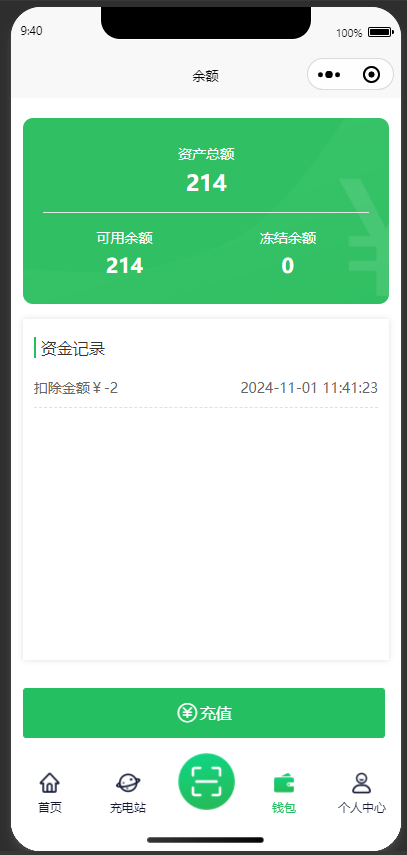 9:40
100%
余额
资产总额
214
可用余额
冻结余额
214
0
资金记录
扣除金额￥-2
2024-11-01 11:41:23
￥充值
首页
充电站
钱包
个人中心